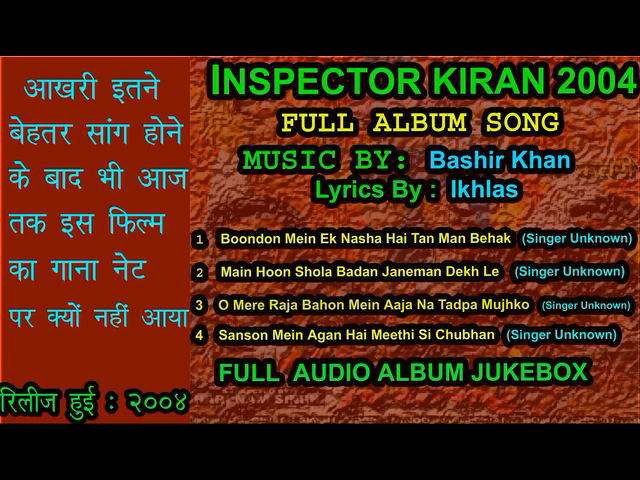 आखरी इतने
बेहतर सांग होने
के बाद भी आज
तक इस फिल्म
का गाना नेट
पर क्यों नहीं आया
रिलीज हुई : २००४
INSPECTOR KIRAN 2004
FULL ALBUM SONG
MUSIC BY: Bashir Khan
Lyrics By : Ikhlas
1 Boondon Mein Ek Nasha Hai Tan Man Behak (Singer Unknown)
2 Main Hoon Shola Badan Janeman Dekh Le (Singer Unknown)
3 O Mere Raja Bahon Mein Aaja Na Tadpa Mujhko (Singer Unknown)
4 Sanson Mein Agan Hai Meethi Si Chubhan (Singer Unknown)
FULL AUDIO ALBUM JUKEBOX